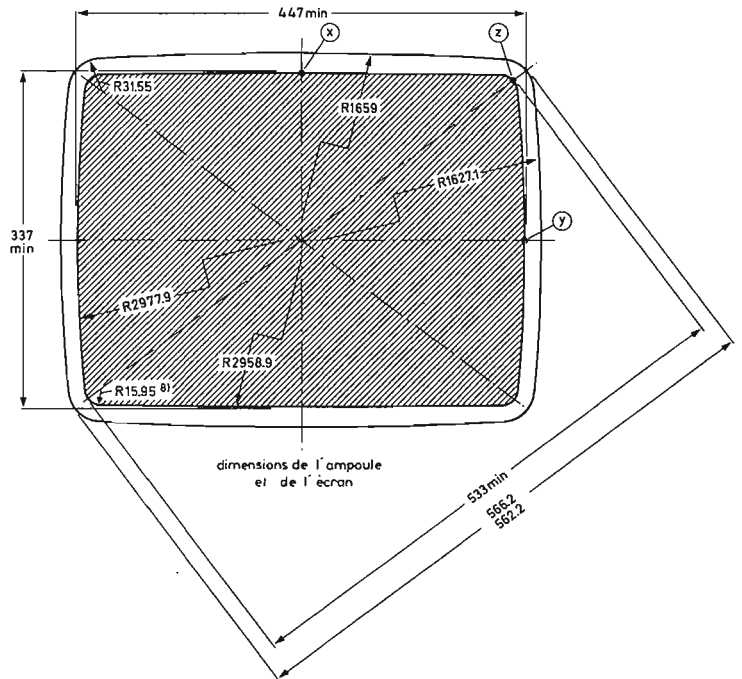 447min
x
z
R31.55
R1659
R1627.1
337
min
y
R2977.9
R2958.9
R15.95 8)
dimensions de l'ampoule
et de l'écran
533min
566.2
562.2